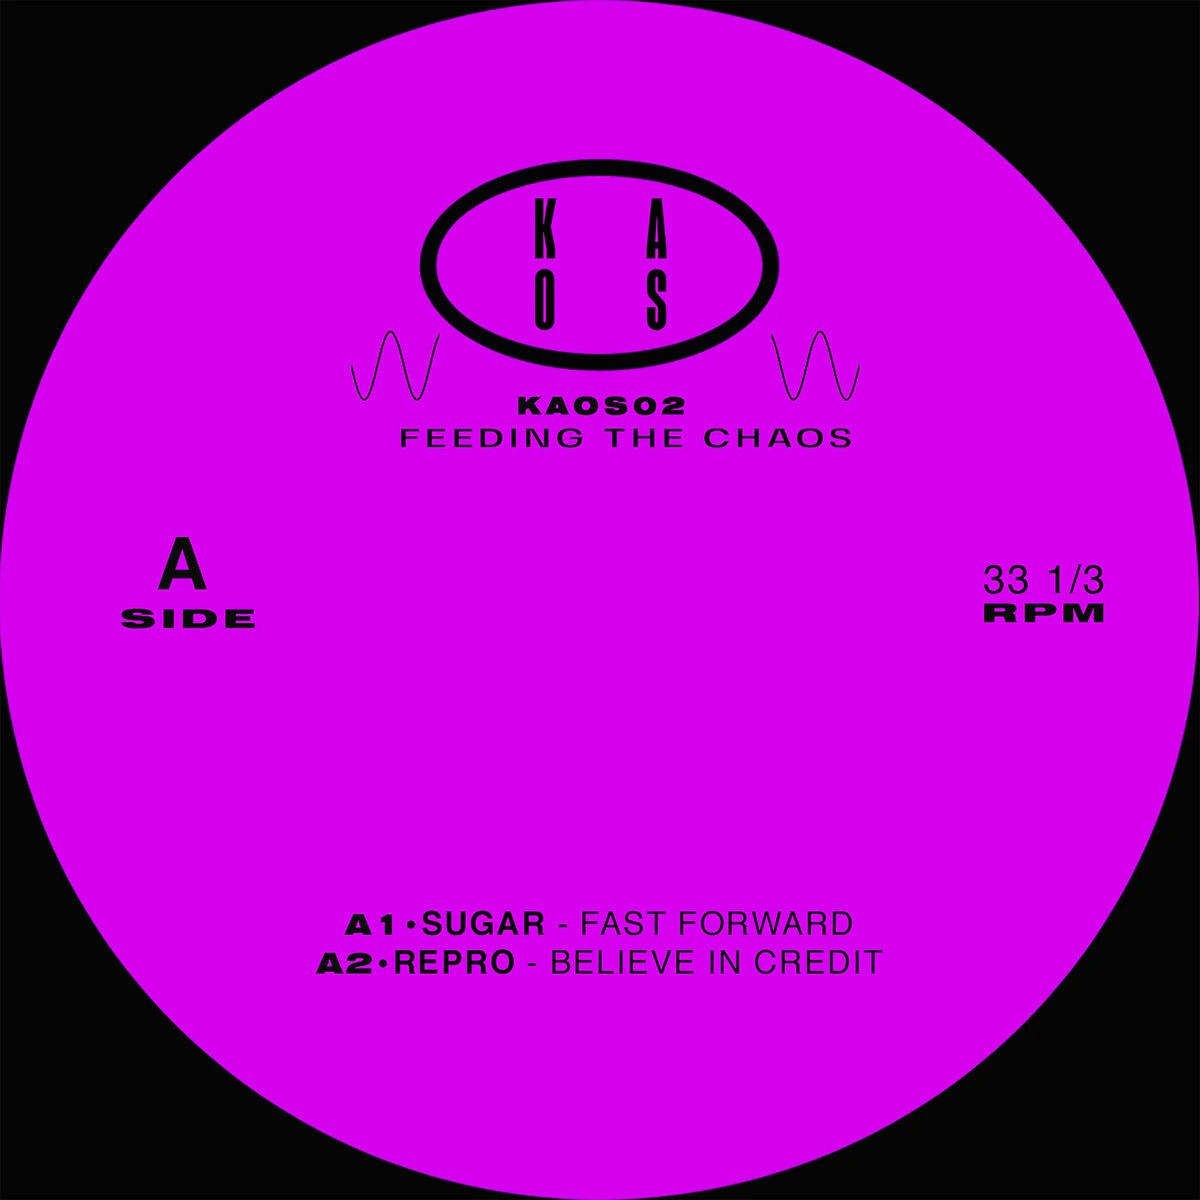 K A
O S
KAOS02
FEEDING THE CHAOS
A
SIDE
33 1/3
RPM
A1•SUGAR - FAST FORWARD
A2•REPRO - BELIEVE IN CREDIT